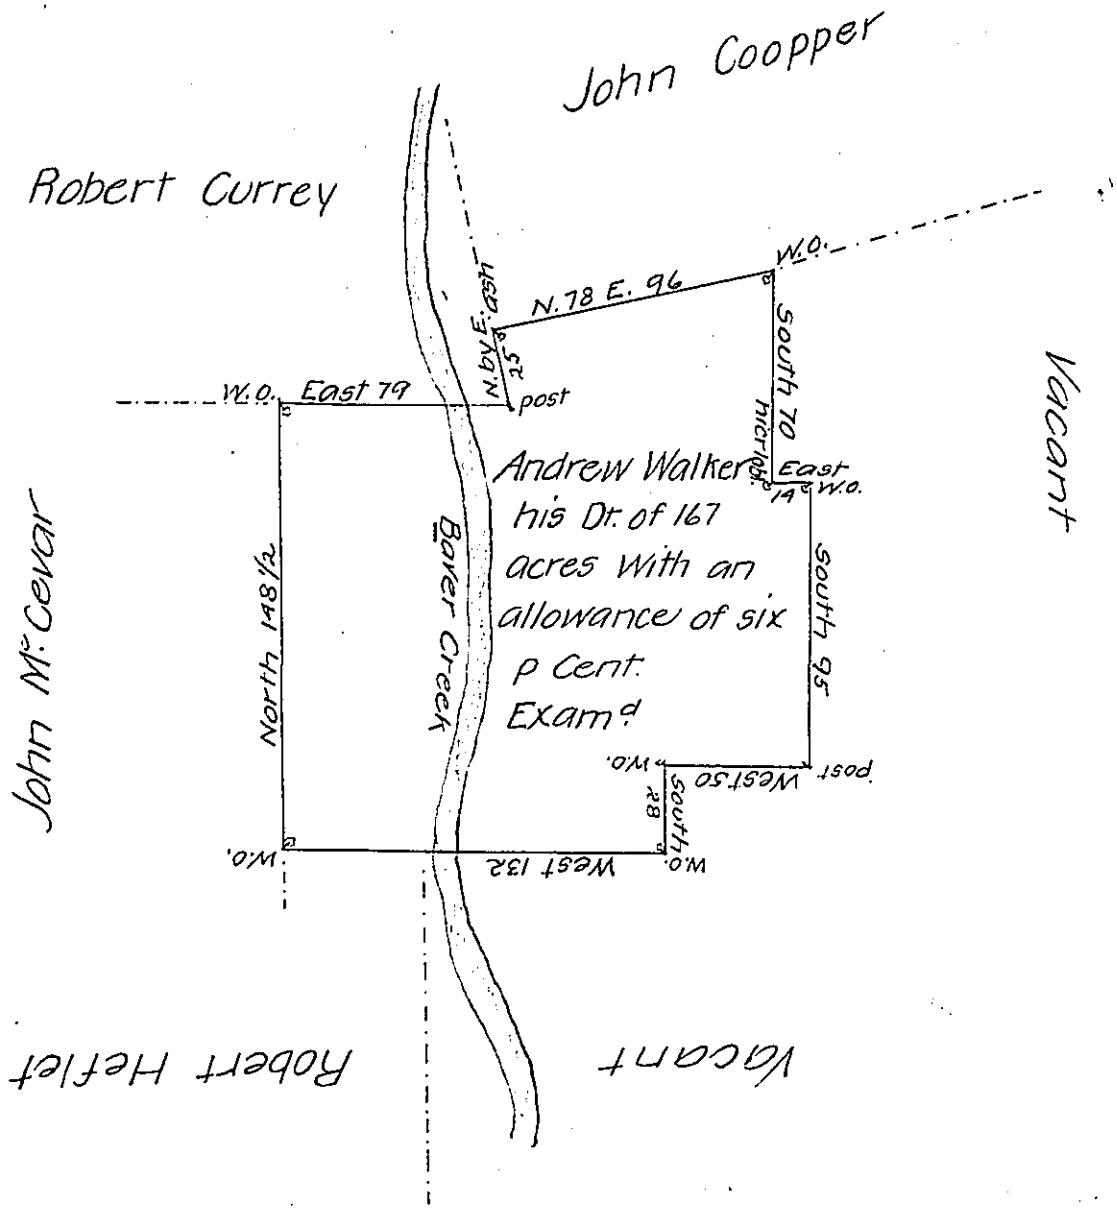 John Coopper
Robert Currey
W.O.
N. 78 E. 96
N. by E. ash
25
South 70
W.O. East 79
post
hicr[y]
East
14 W.O.
Vacant
Andrew Walker
his Dr. of 167
acres With an
allowance of six
p Cent.
Exam.d
Baver Creek
North 148 1/2
John Mc.Cevar
South 95
W.O.
West 50
post
South
28
W.O.
West 132
W.O.
Robert Heflet
Vacant